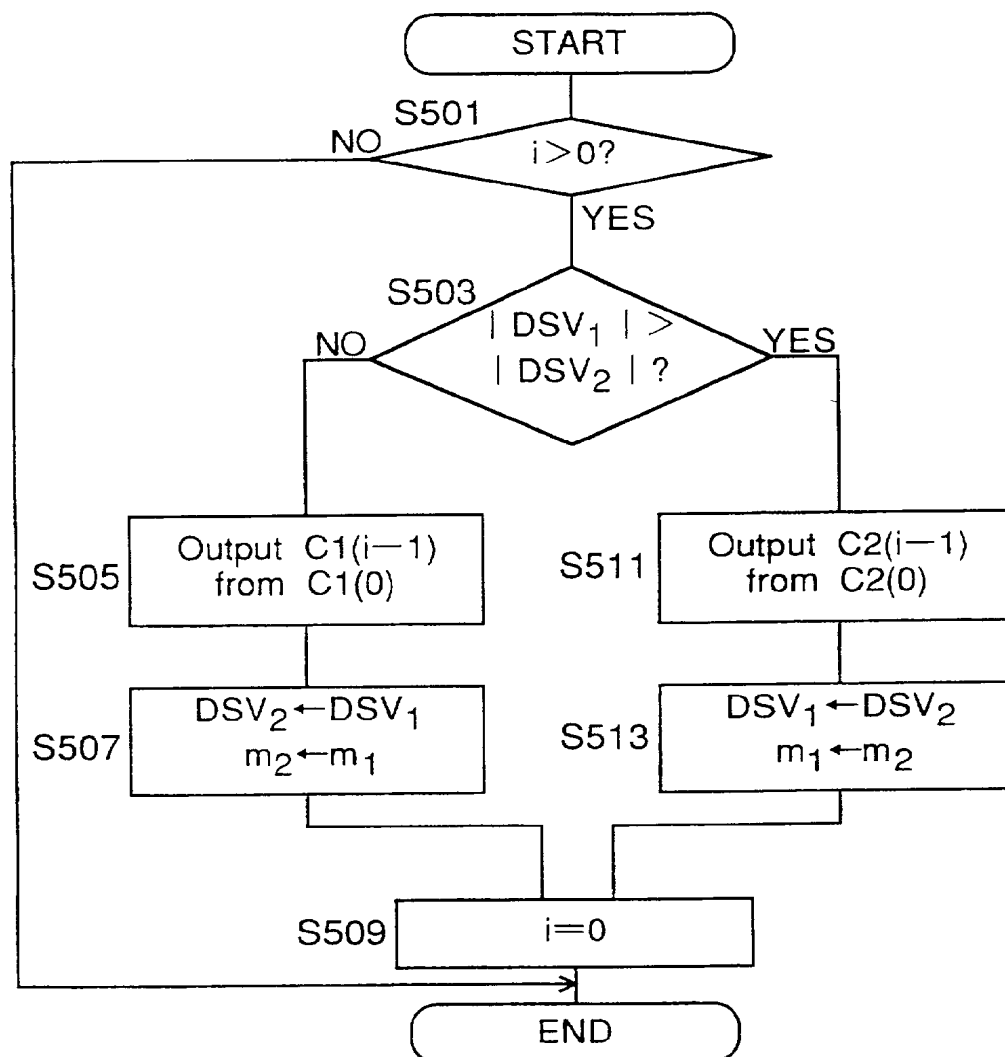 START
S501
NO
i>0?
YES
S503
NO
| DSV₁ | >
| DSV₂ | ?
YES
S505
Output C1(i−1)
from C1(0)
S511
Output C2(i−1)
from C2(0)
S507
DSV₂←DSV₁
m₂←m₁
S513
DSV₁←DSV₂
m₁←m₂
S509
i=0
END